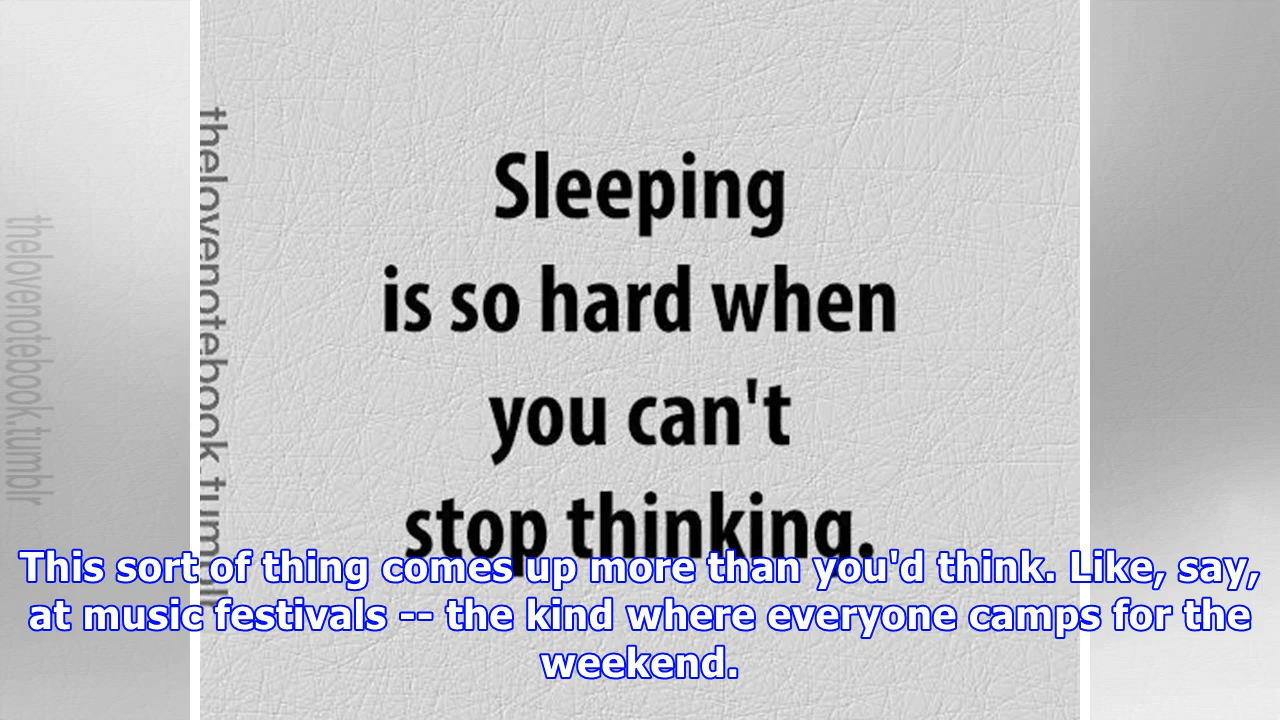 thelovenotebook.tumblr
thelovenotebook.tumblr
Sleeping
is so hard when
you can't
stop thinking.
This sort of thing comes up more than you'd think. Like, say,
at music festivals -- the kind where everyone camps for the
weekend.